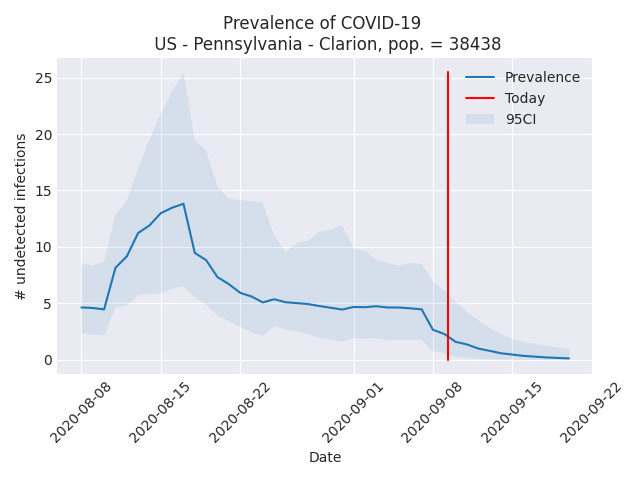 Prevalence of COVID-19
US - Pennsylvania - Clarion, pop. = 38438
Prevalence
Today
95CI
# undetected infections
25
20
15
10
5
0
2020-08-08
2020-08-15
2020-08-22
2020-09-01
2020-09-08
2020-09-15
2020-09-22
Date